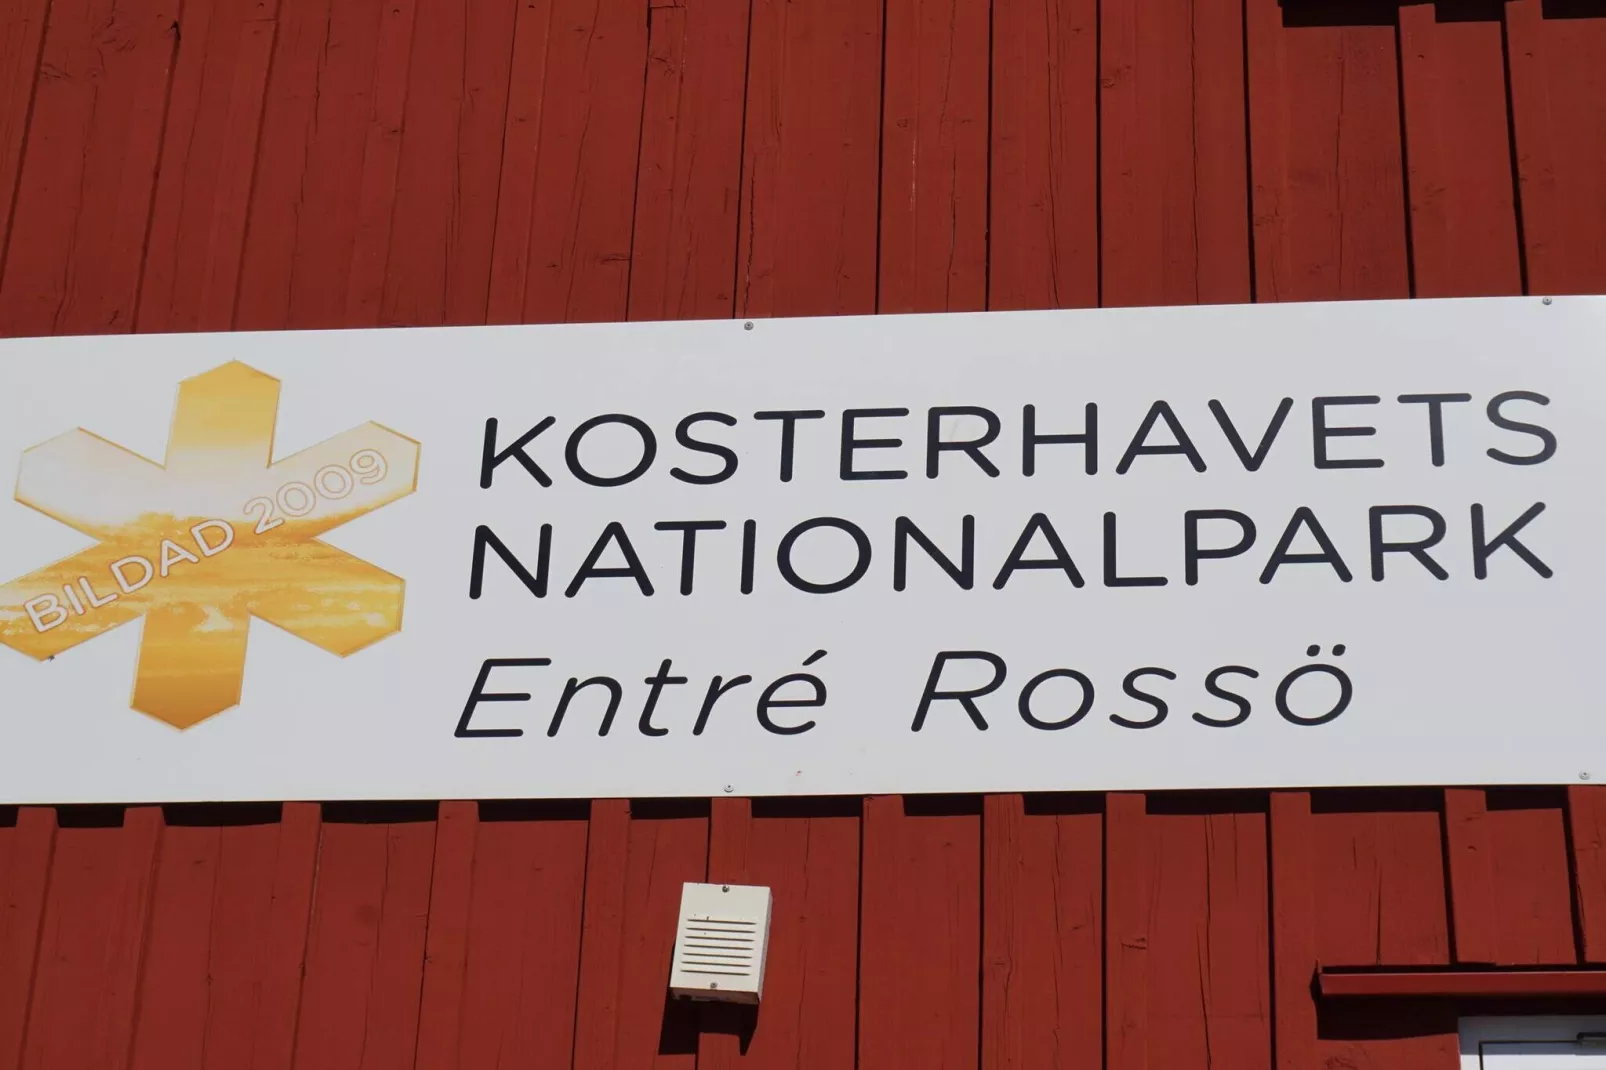 BILDAD 2009
KOSTERHAVETS
NATIONALPARK
Entré Rossö